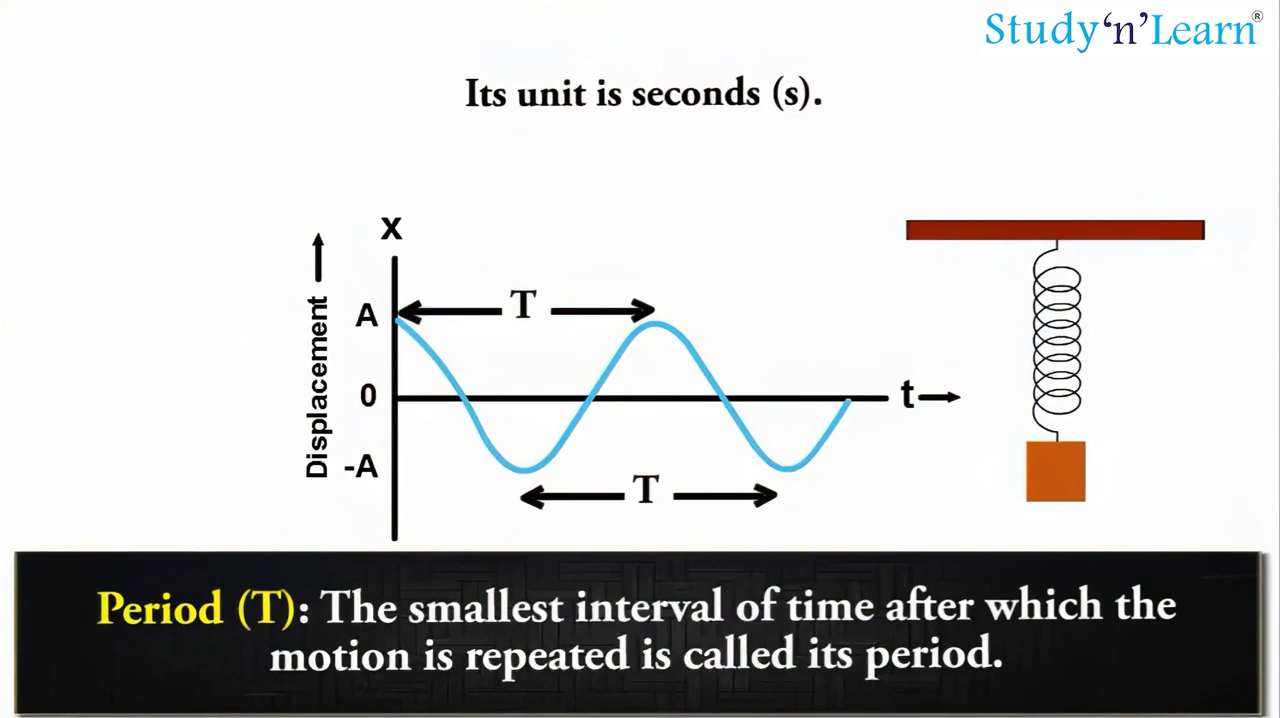 Study‘n’Learn®
Its unit is seconds (s).
x
Displacement
A
T
0
t
-A
T
Period (T): The smallest interval of time after which the
motion is repeated is called its period.